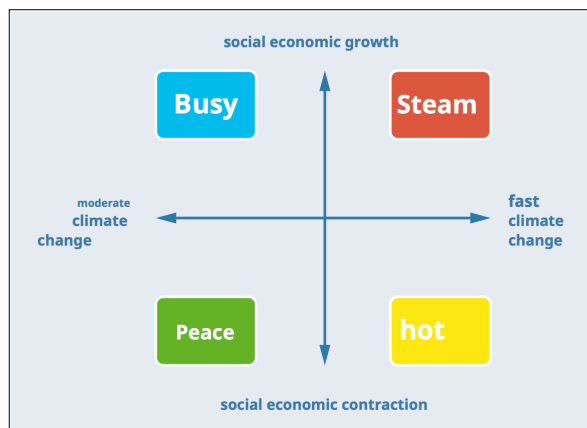 social economic growth
Busy
Steam
moderate
climate
change
fast
climate
change
Peace
hot
social economic contraction